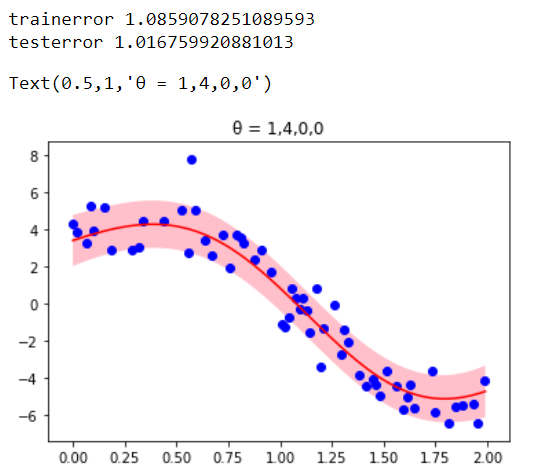 trainerror 1.0859078251089593
testerror 1.016759920881013
Text(0.5,1,'θ = 1,4,0,0')
θ = 1,4,0,0
8
6
4
2
0
−2
−4
−6
0.00 0.25 0.50 0.75 1.00 1.25 1.50 1.75 2.00